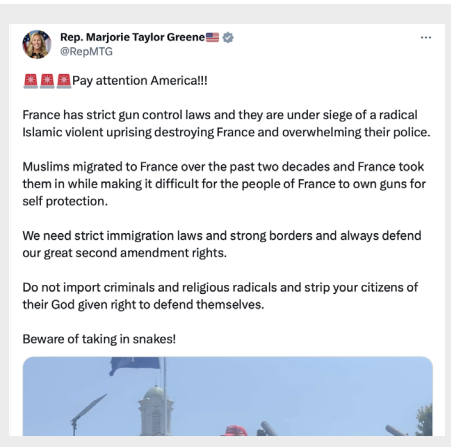 Rep. Marjorie Taylor Greene🇺🇸
@RepMTG
🚨🚨🚨Pay attention America!!!
France has strict gun control laws and they are under siege of a radical
Islamic violent uprising destroying France and overwhelming their police.
Muslims migrated to France over the past two decades and France took
them in while making it difficult for the people of France to own guns for
self protection.
We need strict immigration laws and strong borders and always defend
our great second amendment rights.
Do not import criminals and religious radicals and strip your citizens of
their God given right to defend themselves.
Beware of taking in snakes!